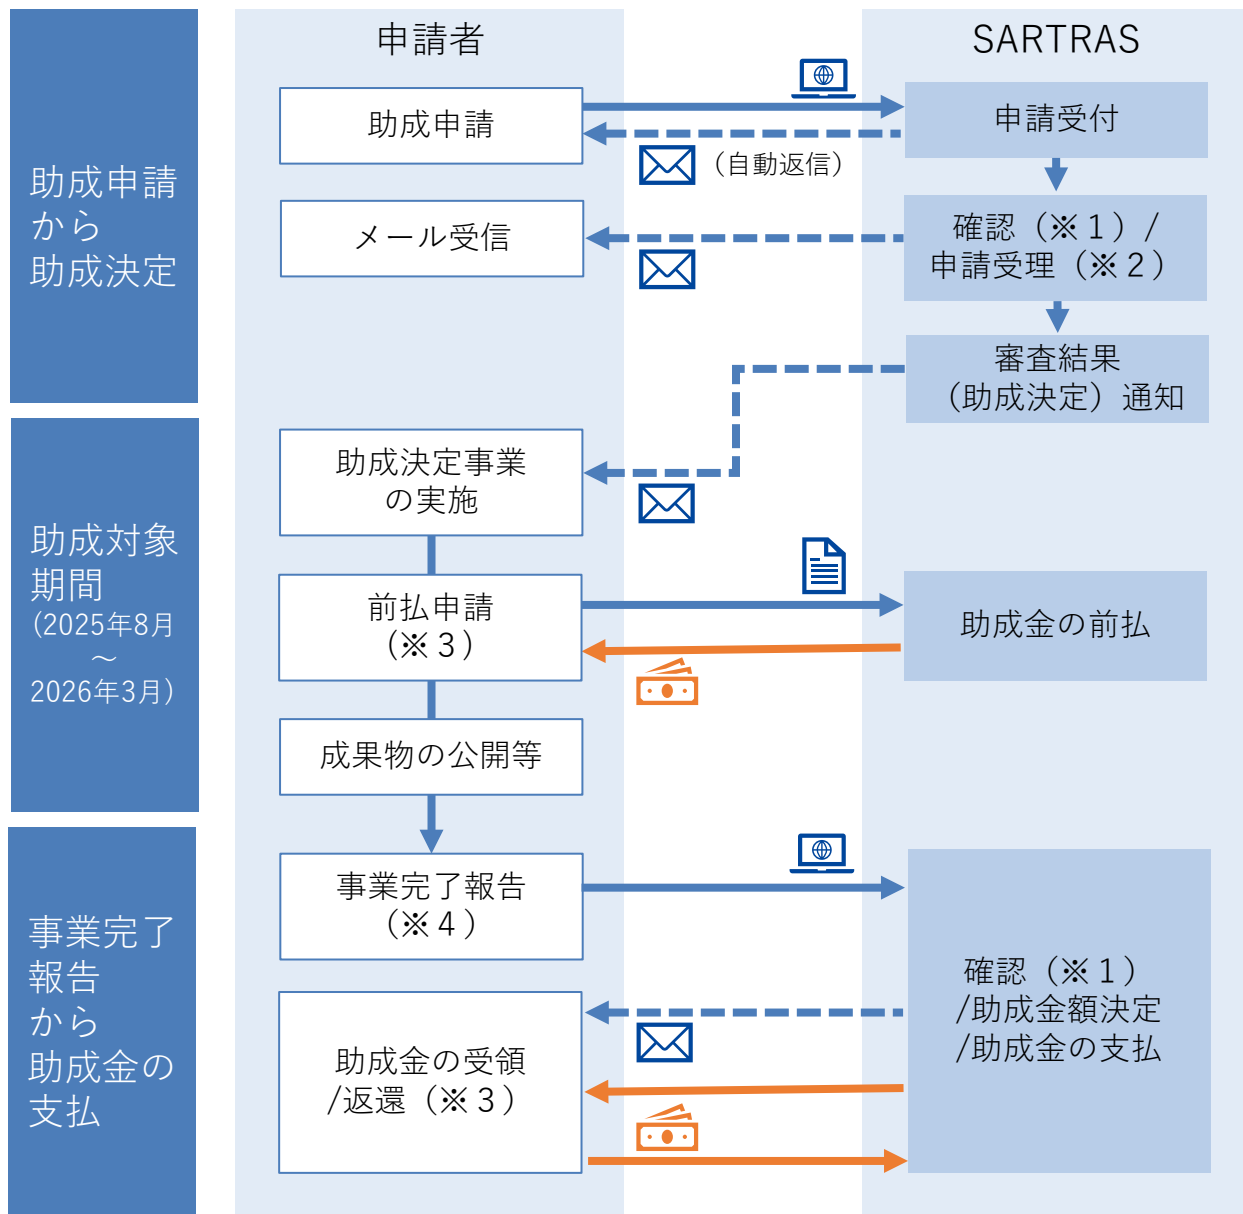 申請者
SARTRAS
助成申請
から
助成決定
助成申請
申請受付
（自動返信）
メール受信
確認（※１）/
申請受理（※２）
審査結果
（助成決定）通知
助成対象
期間
（2025年8月
～
2026年3月）
助成決定事業
の実施
前払申請
（※３）
助成金の前払
成果物の公開等
事業完了
報告
から
助成金の
支払
事業完了報告
（※４）
確認（※１）
/助成金額決定
/助成金の支払
助成金の受領
/返還（※３）